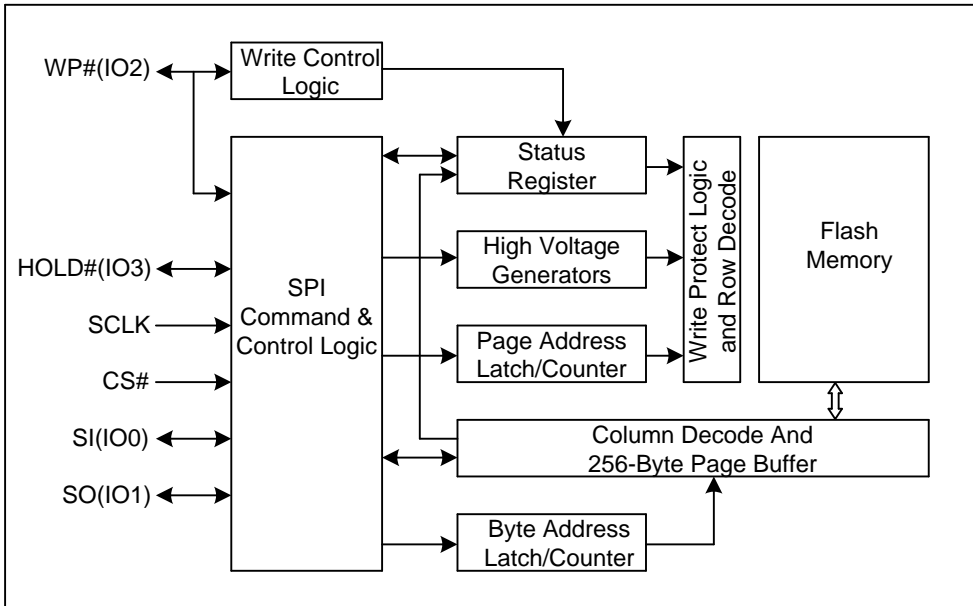 WP#(IO2)
Write Control
Logic
Status
Register
High Voltage
Generators
Page Address
Latch/Counter
Write Protect Logic
and Row Decode
Flash
Memory
HOLD#(IO3)
SCLK
CS#
SI(IO0)
SO(IO1)
SPI
Command &
Control Logic
Column Decode And
256-Byte Page Buffer
Byte Address
Latch/Counter